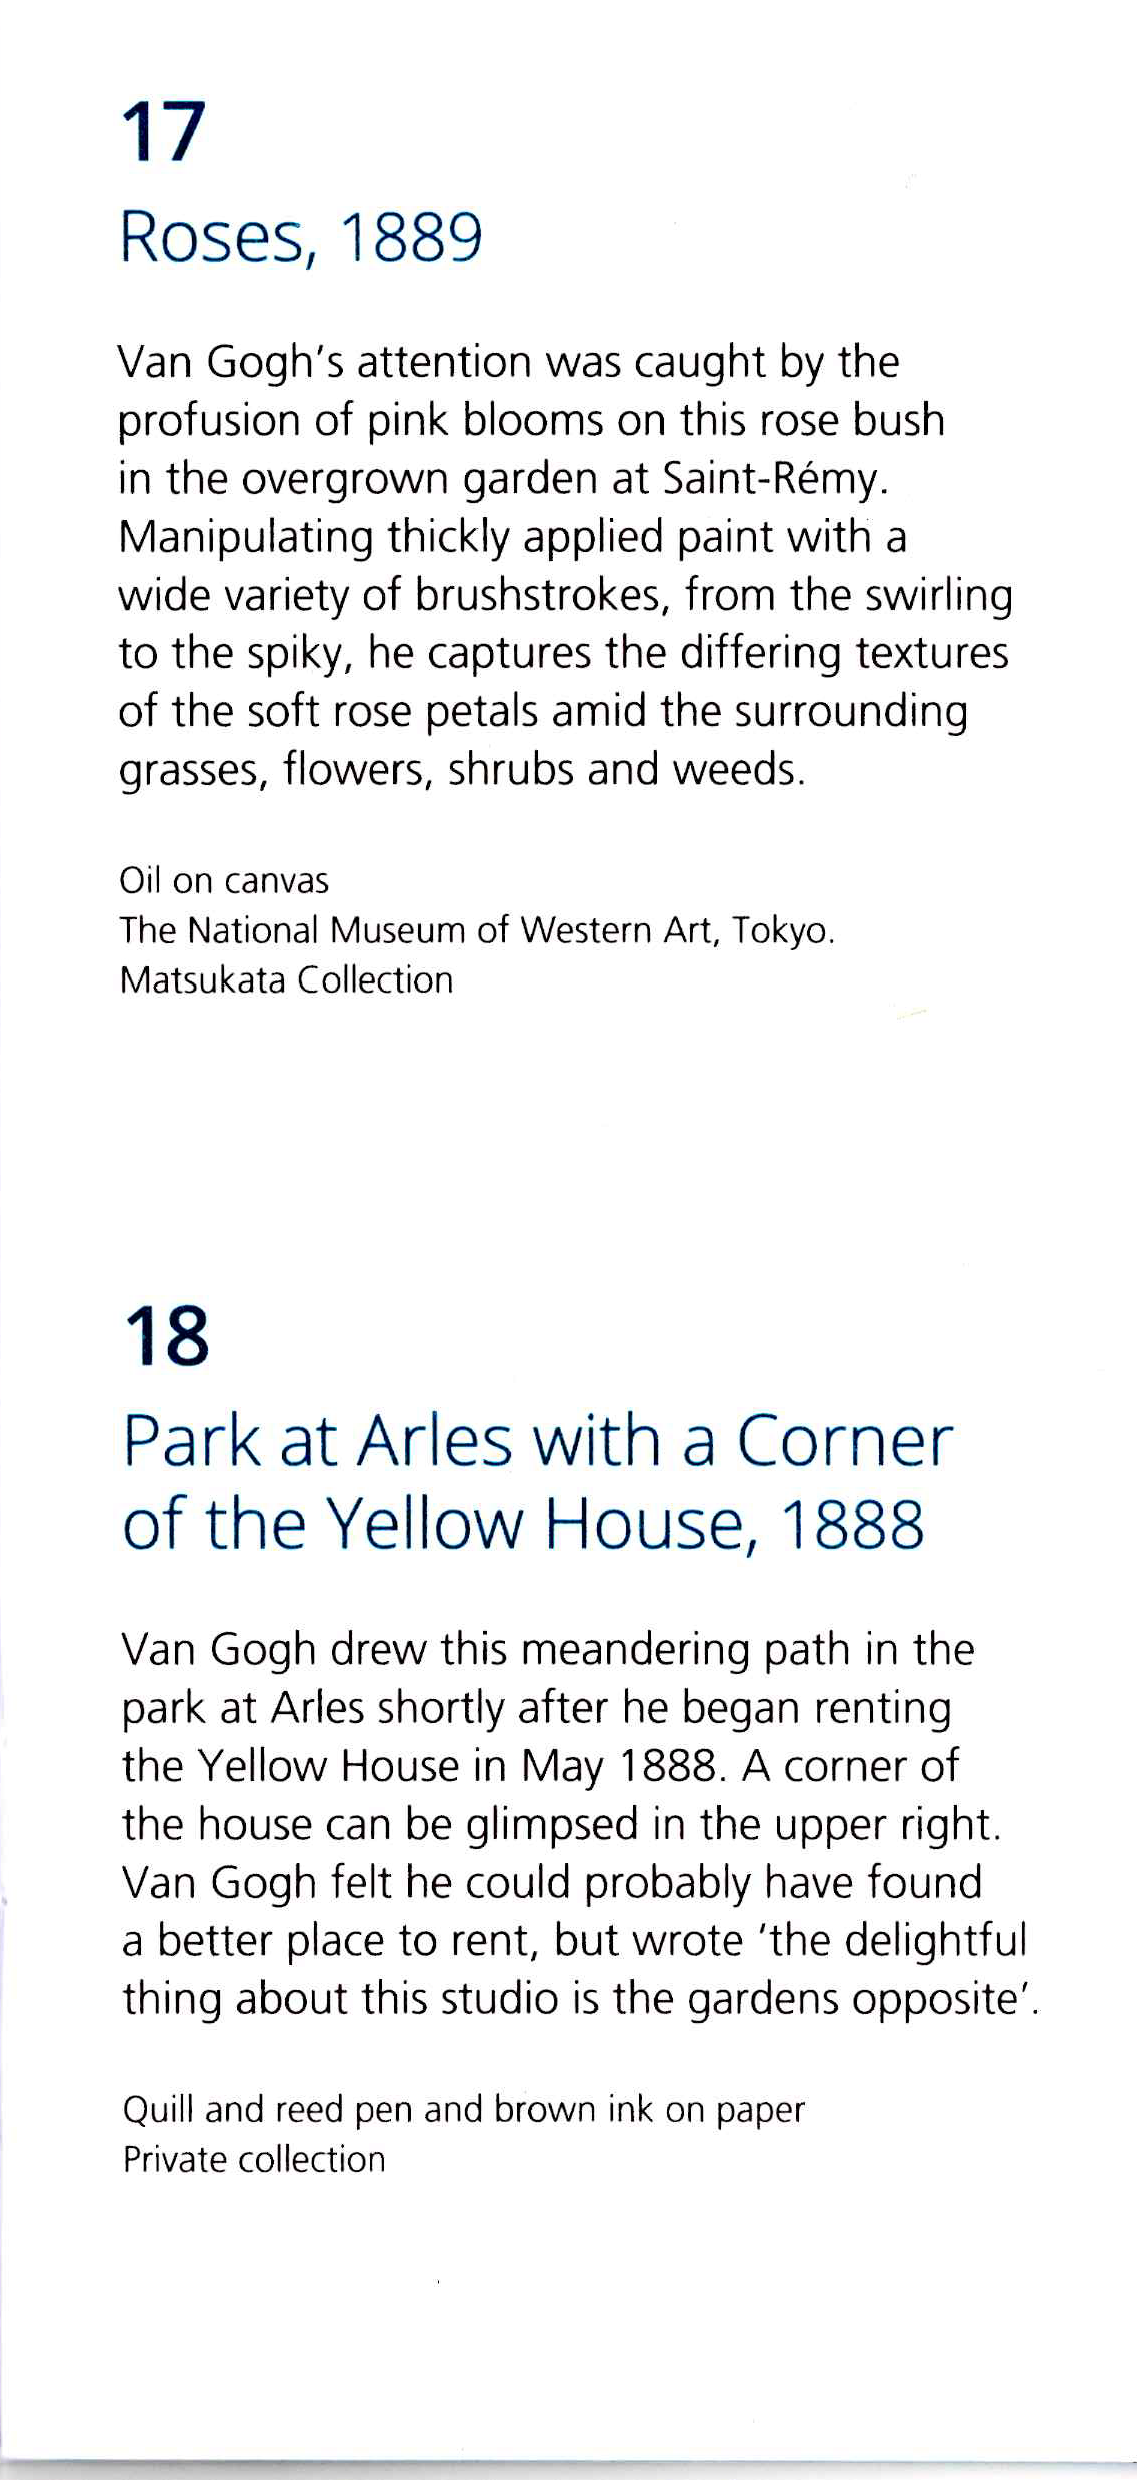 17
Roses, 1889
Van Gogh’s attention was caught by the
profusion of pink blooms on this rose bush
in the overgrown garden at Saint-Rémy.
Manipulating thickly applied paint with a
wide variety of brushstrokes, from the swirling
to the spiky, he captures the differing textures
of the soft rose petals amid the surrounding
grasses, flowers, shrubs and weeds.
Oil on canvas
The National Museum of Western Art, Tokyo.
Matsukata Collection
18
Park at Arles with a Corner
of the Yellow House, 1888
Van Gogh drew this meandering path in the
park at Arles shortly after he began renting
the Yellow House in May 1888. A corner of
the house can be glimpsed in the upper right.
Van Gogh felt he could probably have found
a better place to rent, but wrote ‘the delightful
thing about this studio is the gardens opposite’.
Quill and reed pen and brown ink on paper
Private collection